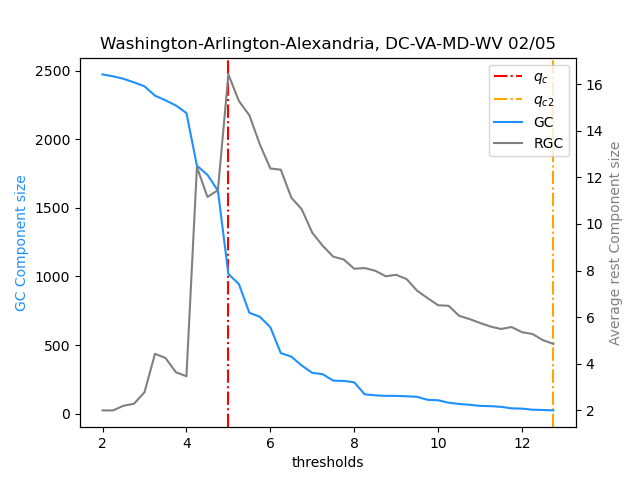 Washington-Arlington-Alexandria, DC-VA-MD-WV 02/05
GC Component size
2500
2000
1500
1000
500
0
q_c
q_c2
GC
RGC
16
14
12
10
8
6
4
2
Average rest Component size
2 4 6 8 10 12
thresholds